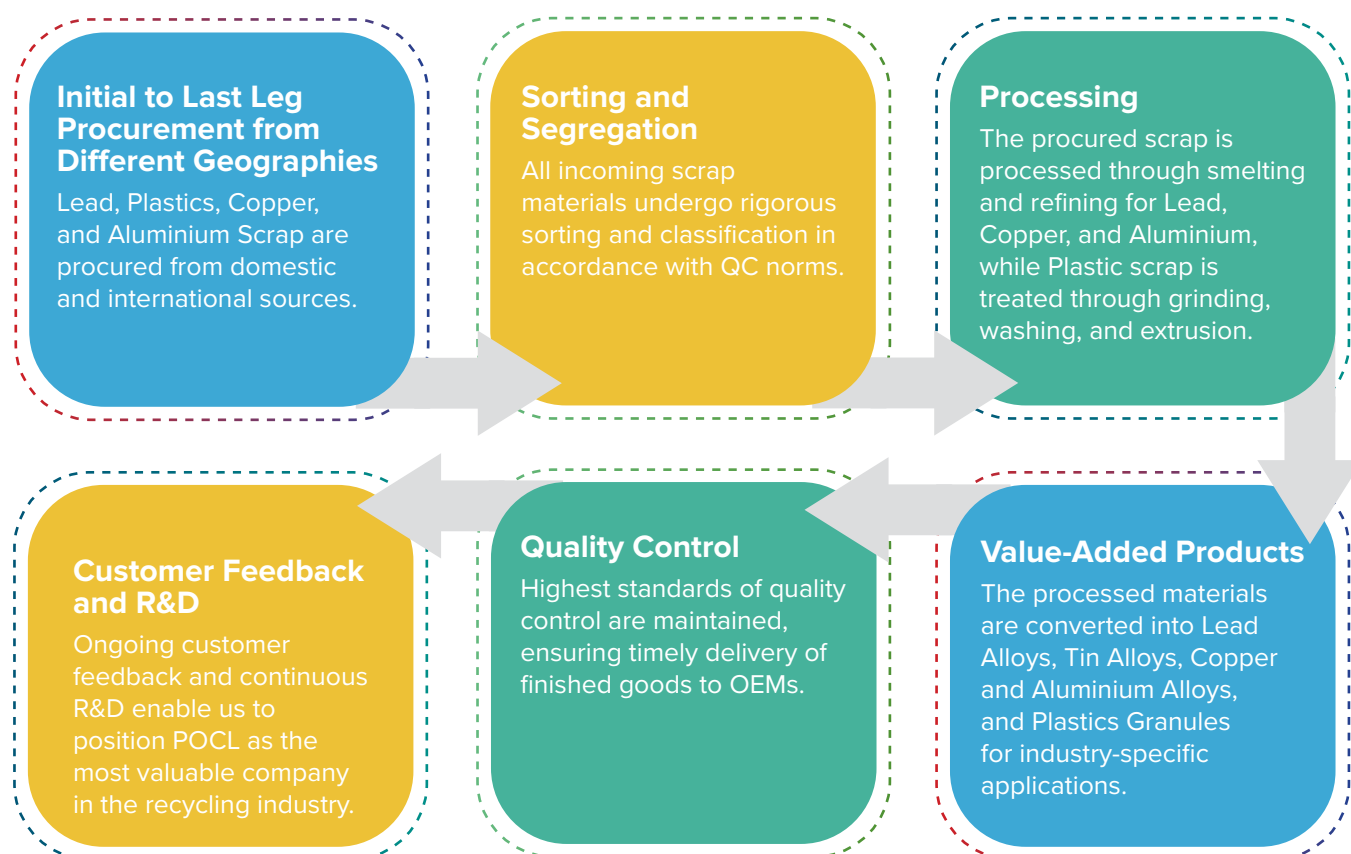 Initial to Last Leg
Procurement from
Different Geographies
Lead, Plastics, Copper,
and Aluminium Scrap are
procured from domestic
and international sources.
Sorting and
Segregation
All incoming scrap
materials undergo rigorous
sorting and classification in
accordance with QC norms.
Processing
The procured scrap is
processed through smelting
and refining for Lead,
Copper, and Aluminium,
while Plastic scrap is
treated through grinding,
washing, and extrusion.
Value-Added Products
The processed materials
are converted into Lead
Alloys, Tin Alloys, Copper
and Aluminium Alloys,
and Plastics Granules
for industry-specific
applications.
Quality Control
Highest standards of quality
control are maintained,
ensuring timely delivery of
finished goods to OEMs.
Customer Feedback
and R&D
Ongoing customer
feedback and continuous
R&D enable us to
position POCL as the
most valuable company
in the recycling industry.